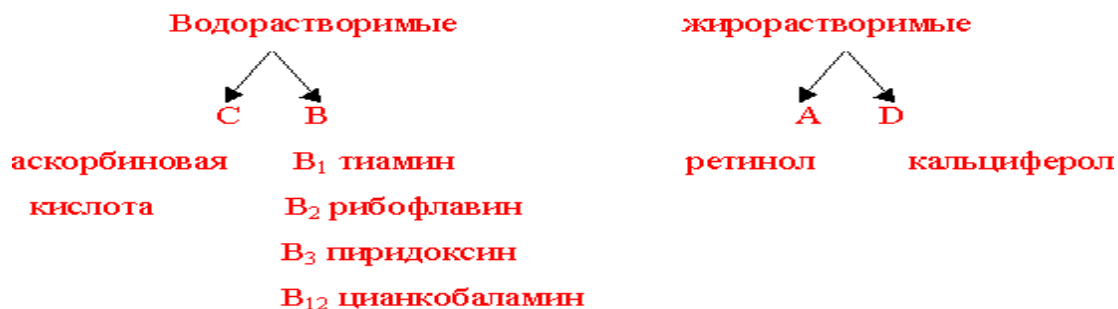 Водорастворимые жирорастворимые
C B A D
аскорбиновая B₁ тиамин ретинол кальциферол
кислота B₂ рибофлавин
B₃ пиридоксин
B₁₂ цианкобаламин